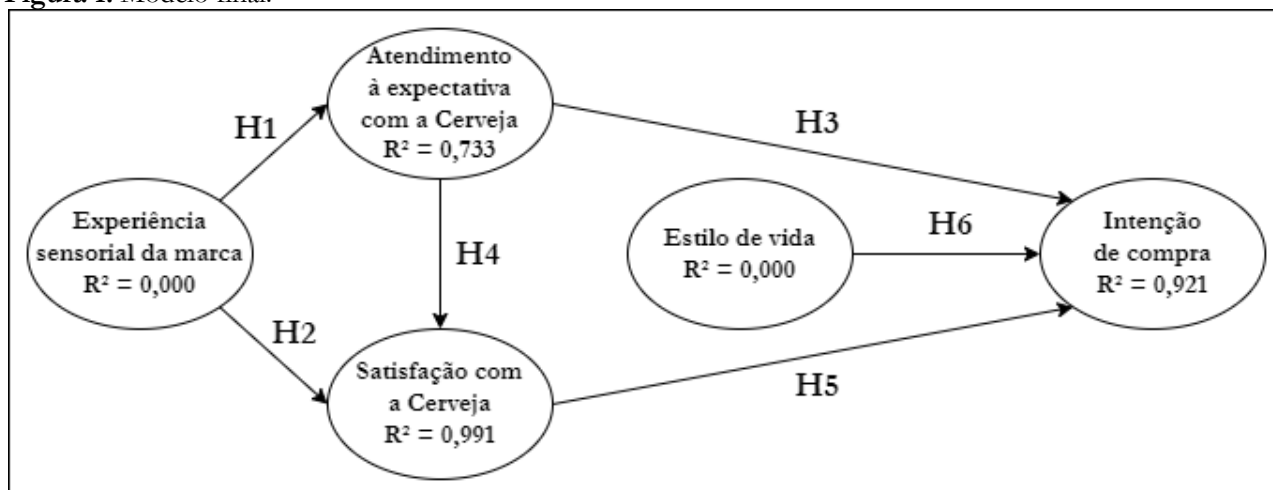 Figura 1. Modelo final.
Atendimento
à expectativa
com a Cerveja
R² = 0,733
H1
H3
Experiência
sensorial da marca
R² = 0,000
H4
Estilo de vida
R² = 0,000
H6
Intenção
de compra
R² = 0,921
H2
Satisfação com
a Cerveja
R² = 0,991
H5